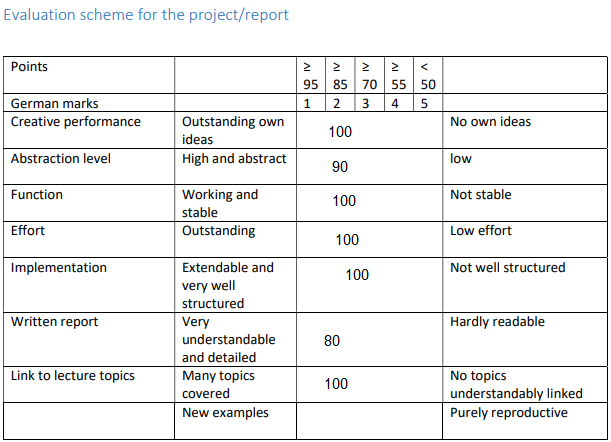 Evaluation scheme for the project/report
Points ≥ ≥ ≥ ≥ <
95 85 70 55 50
German marks 1 2 3 4 5
Creative performance Outstanding own ideas 100 No own ideas
Abstraction level High and abstract 90 low
Function Working and stable 100 Not stable
Effort Outstanding 100 Low effort
Implementation Extendable and very well structured 100 Not well structured
Written report Very understandable and detailed 80 Hardly readable
Link to lecture topics Many topics covered 100 No topics understandably linked
New examples Purely reproductive